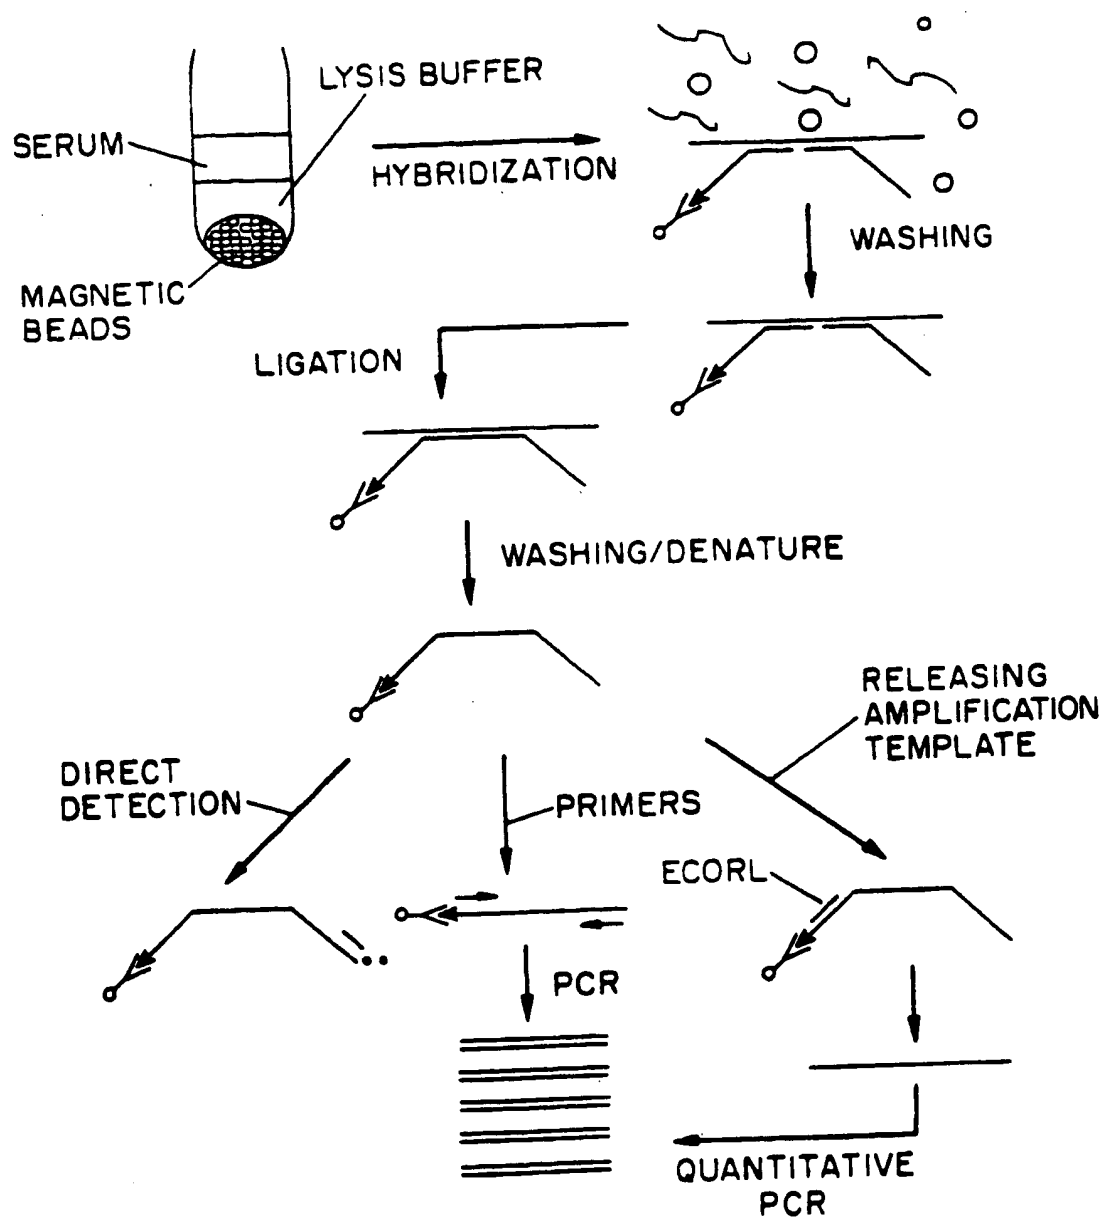 LYSIS BUFFER
SERUM
HYBRIDIZATION
MAGNETIC
BEADS
WASHING
LIGATION
WASHING/DENATURE
RELEASING
AMPLIFICATION
TEMPLATE
DIRECT
DETECTION
PRIMERS
ECORL
PCR
QUANTITATIVE
PCR